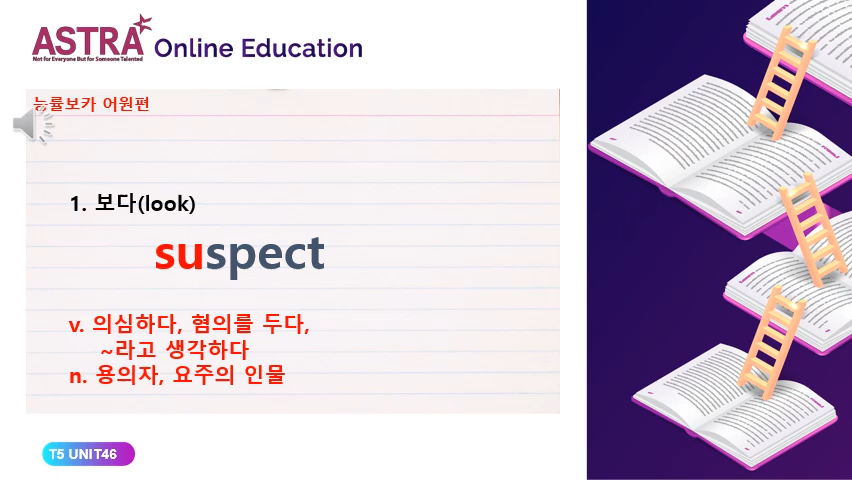 ASTRA
Not for Everyone But for Someone Talented
Online Education
능률보카 어원편
1. 보다(look)
suspect
v. 의심하다, 혐의를 두다,
~라고 생각하다
n. 용의자, 요주의 인물
T5 UNIT46